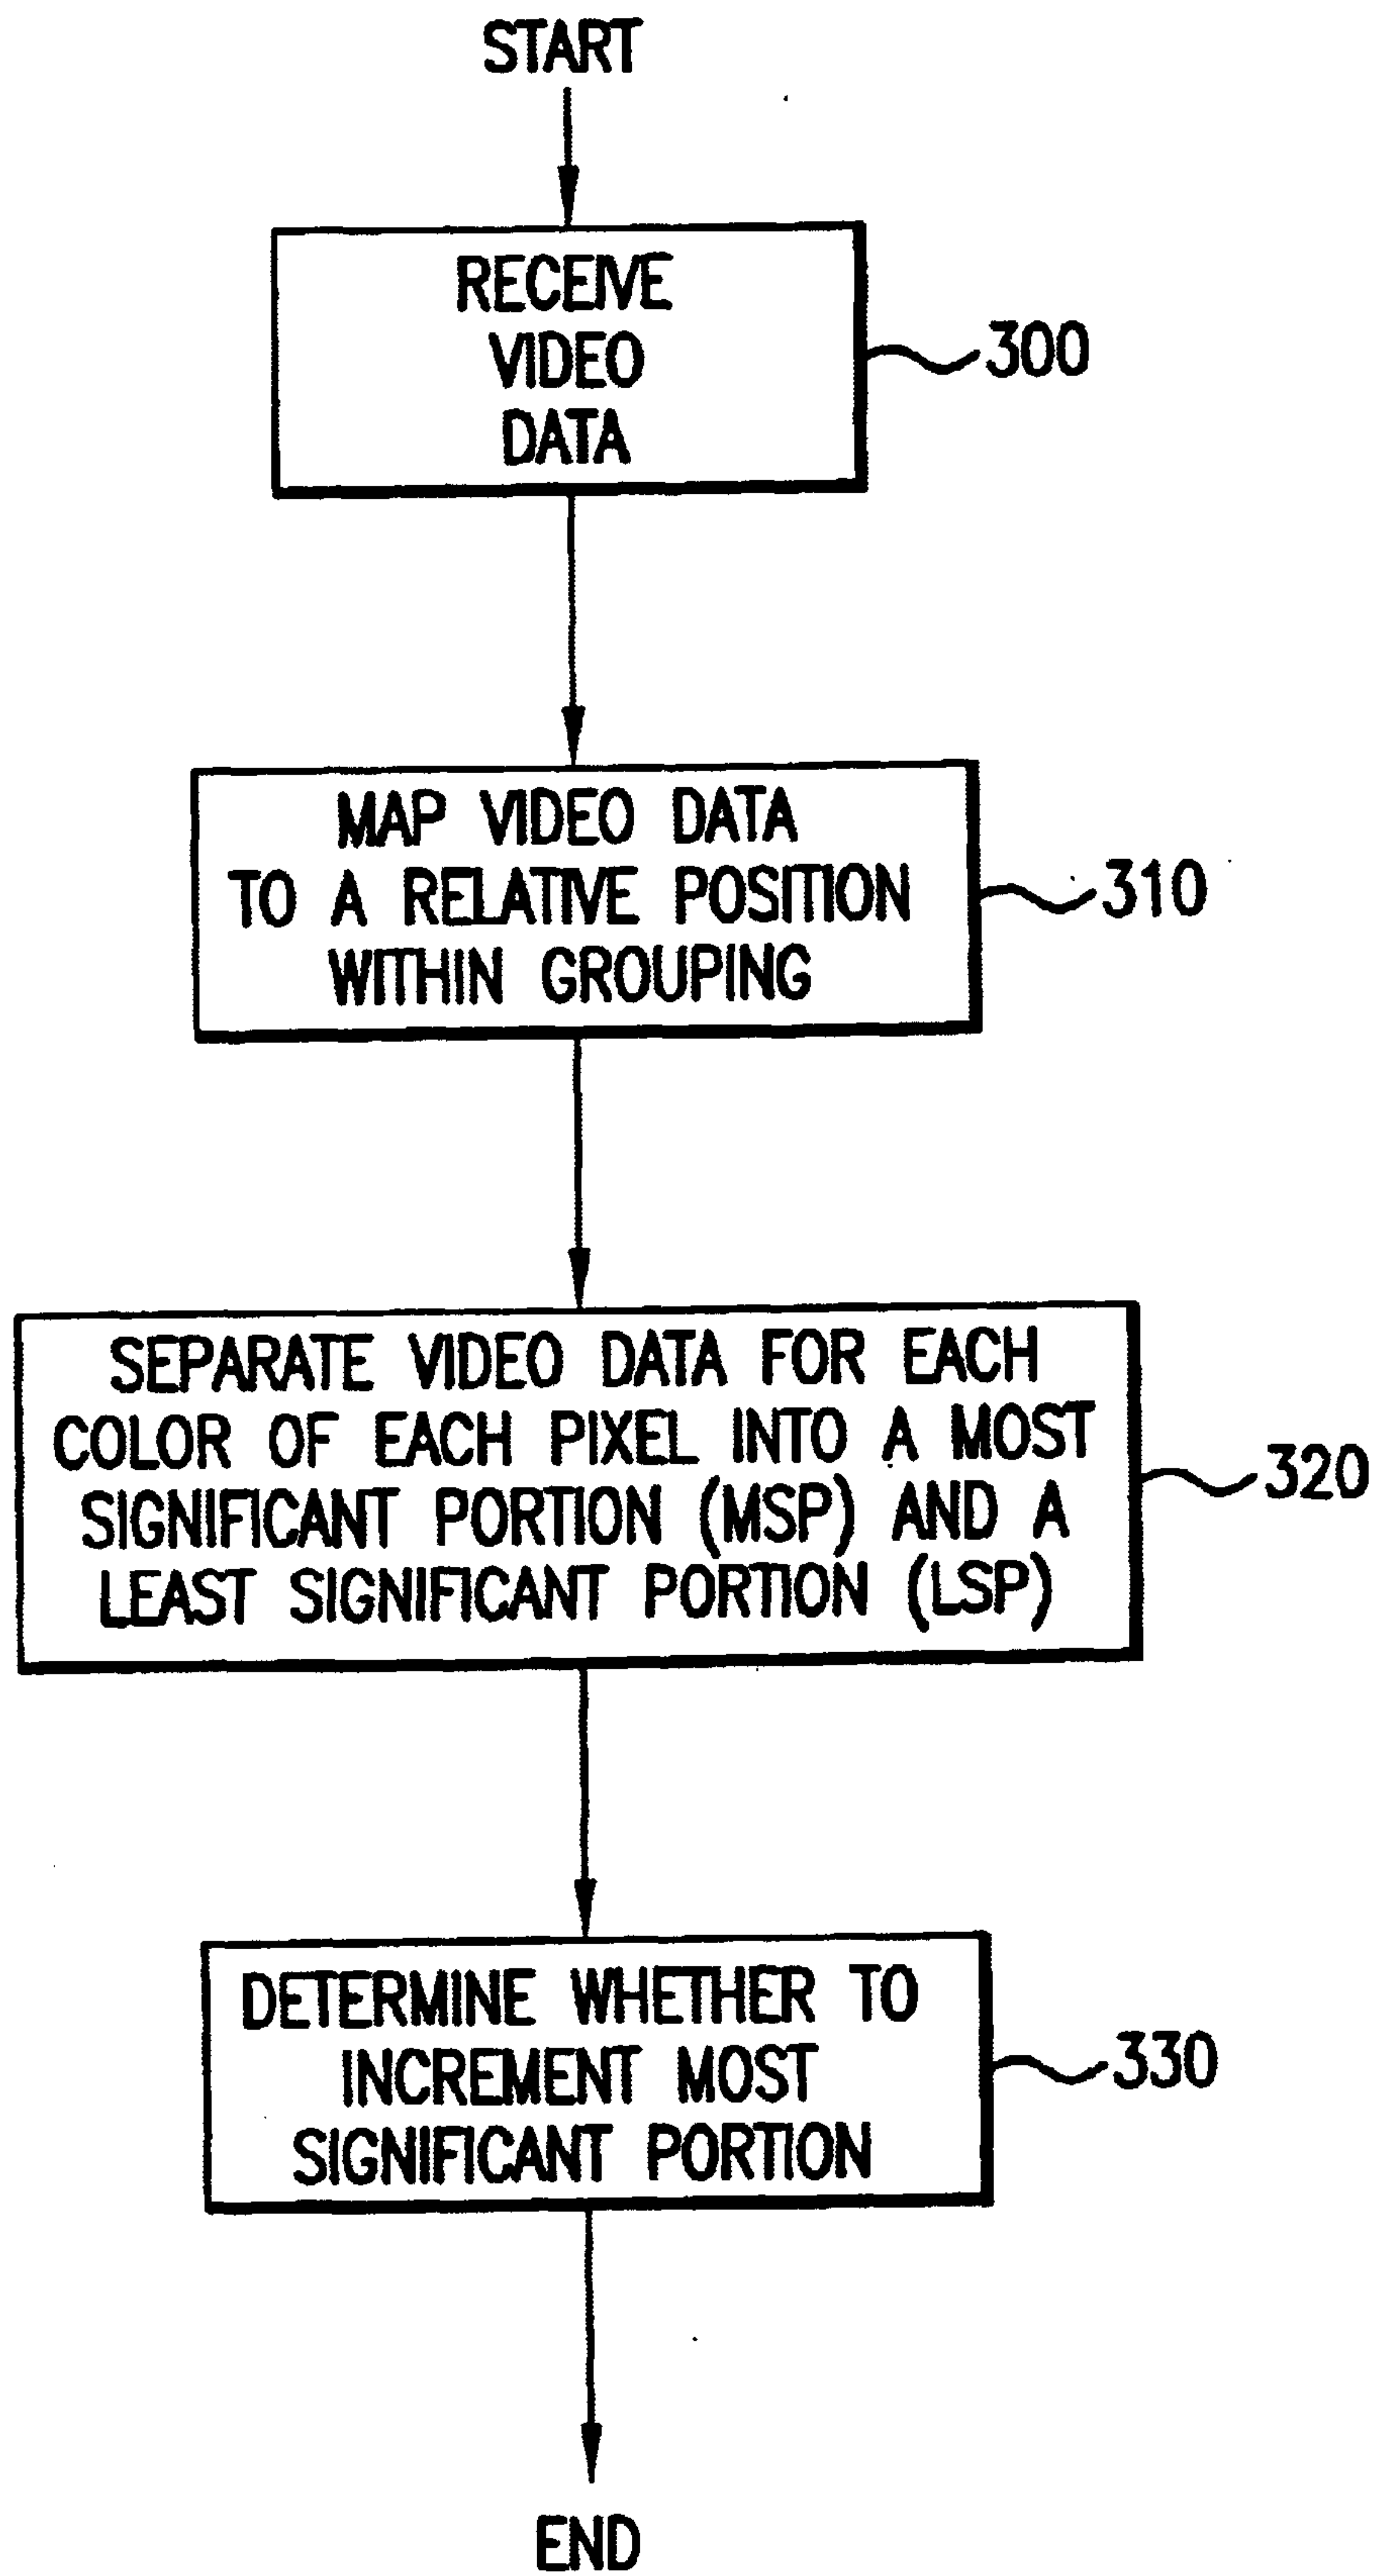 START
RECEIVE
VIDEO
DATA
300
MAP VIDEO DATA
TO A RELATIVE POSITION
WITHIN GROUPING
310
SEPARATE VIDEO DATA FOR EACH
COLOR OF EACH PIXEL INTO A MOST
SIGNIFICANT PORTION (MSP) AND A
LEAST SIGNIFICANT PORTION (LSP)
320
DETERMINE WHETHER TO
INCREMENT MOST
SIGNIFICANT PORTION
330
END